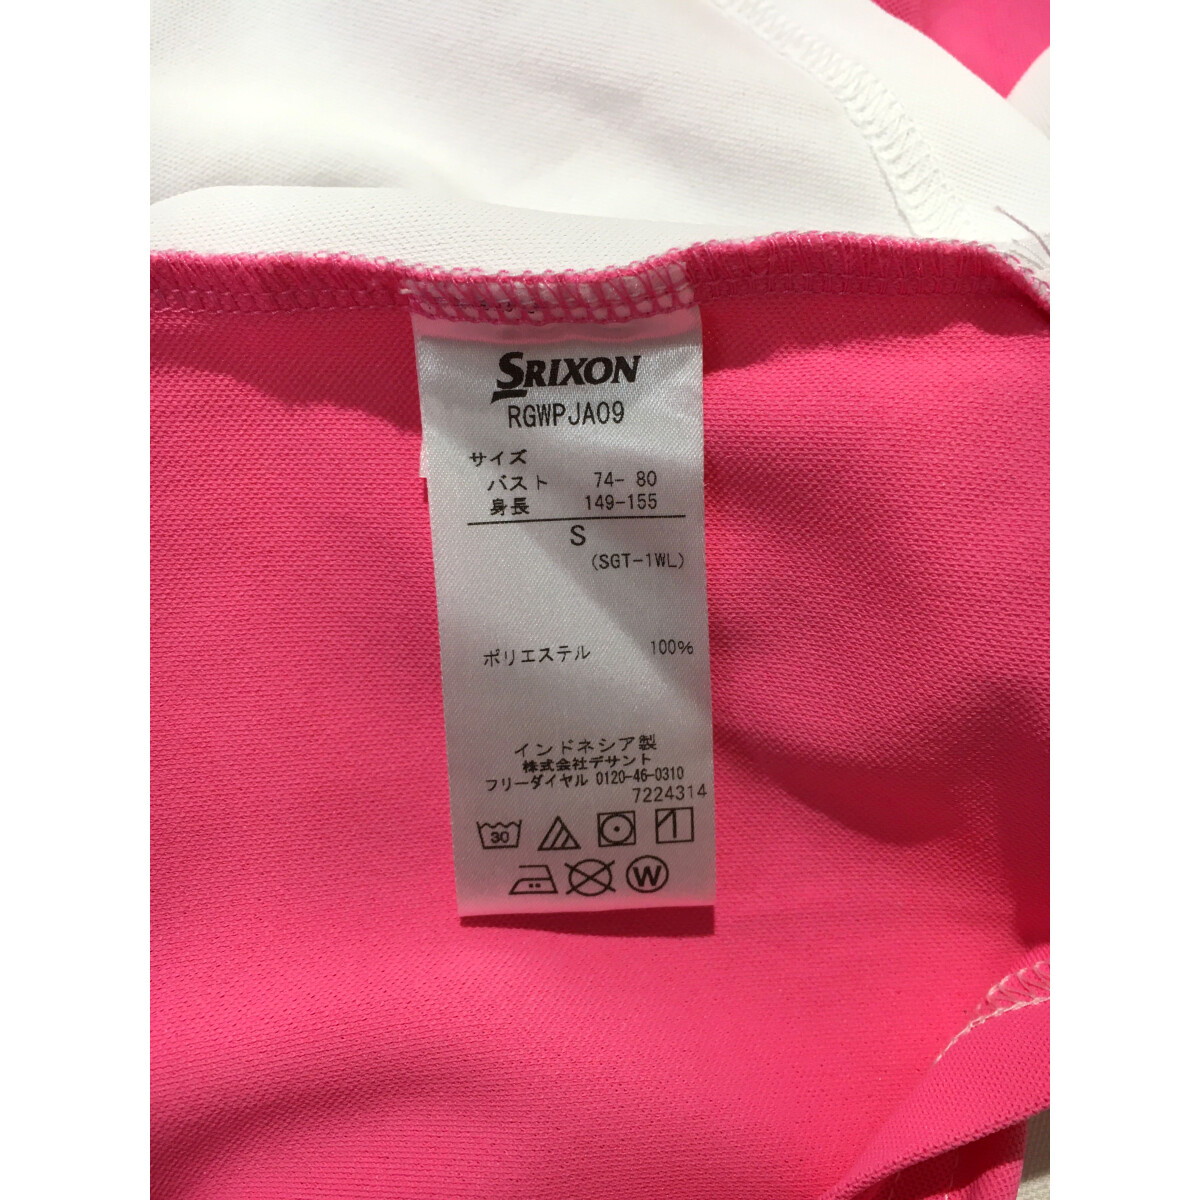 SRIXON
RGWPJA09
サイズ
バスト 74- 80
身長 149-155
S
(SGT-1WL)
ポリエステル 100%
インドネシア製
株式会社デサント
フリーダイヤル 0120-46-0310
7224314
30
W